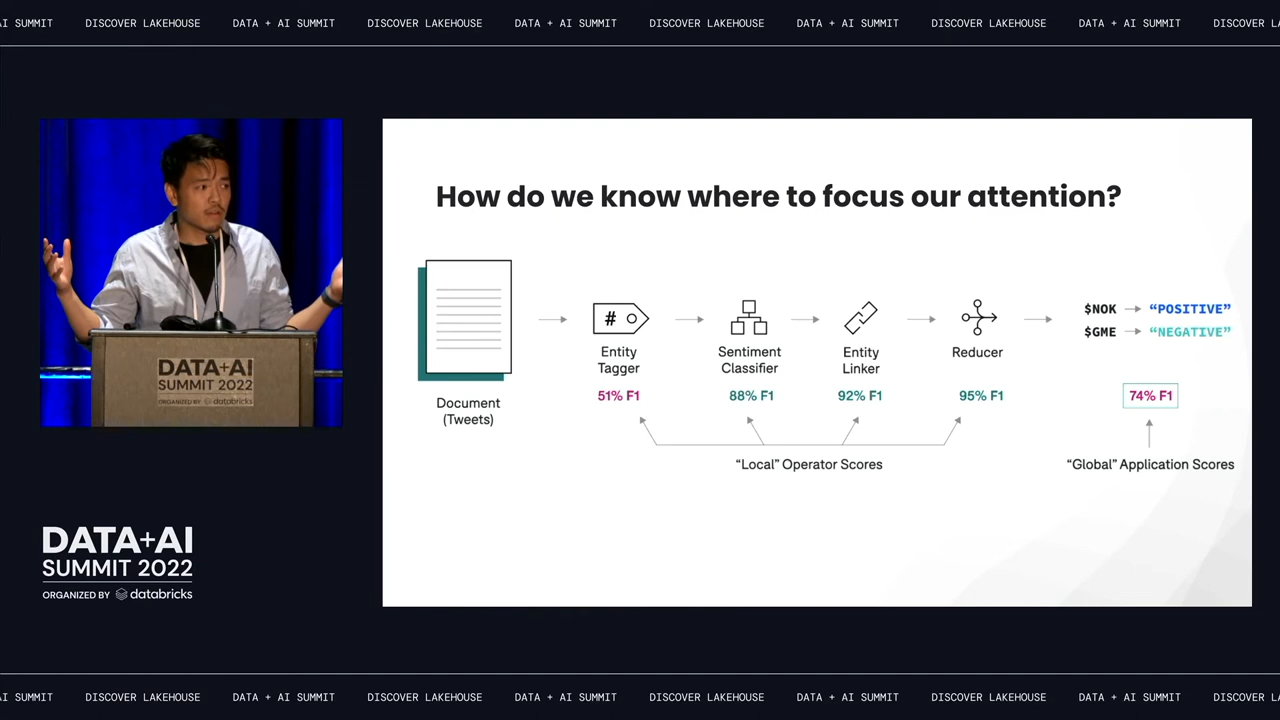 AI SUMMIT DISCOVER LAKEHOUSE DATA + AI SUMMIT DISCOVER LAKEHOUSE DATA + AI SUMMIT DISCOVER LAKEHOUSE DATA + AI SUMMIT DISCOVER LAKEHOUSE DATA + AI SUMMIT DISCOVER L
How do we know where to focus our attention?
#
$NOK → “POSITIVE”
$GME → “NEGATIVE”
Entity
Tagger
Sentiment
Classifier
Entity
Linker
Reducer
51% F1
88% F1
92% F1
95% F1
74% F1
Document
(Tweets)
“Local” Operator Scores
“Global” Application Scores
DATA+AI
SUMMIT 2022
ORGANIZED BY databricks
DATA+AI
SUMMIT 2022
ORGANIZED BY databricks
AI SUMMIT DISCOVER LAKEHOUSE DATA + AI SUMMIT DISCOVER LAKEHOUSE DATA + AI SUMMIT DISCOVER LAKEHOUSE DATA + AI SUMMIT DISCOVER LAKEHOUSE DATA + AI SUMMIT DISCOVER L